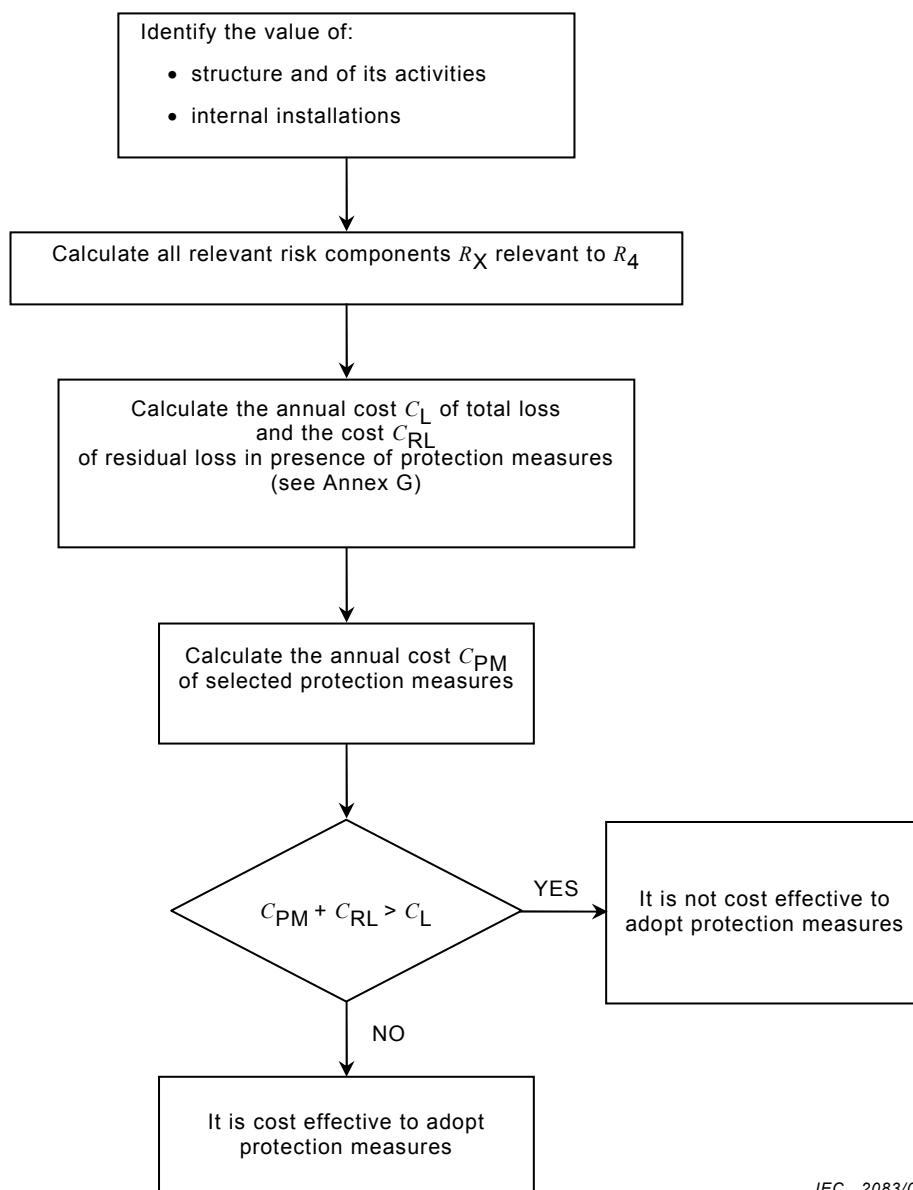 Identify the value of:
• structure and of its activities
• internal installations
Calculate all relevant risk components RX relevant to R4
Calculate the annual cost CL of total loss
and the cost CRL
of residual loss in presence of protection measures
(see Annex G)
Calculate the annual cost CPM
of selected protection measures
CPM + CRL > CL
YES
It is not cost effective to
adopt protection measures
NO
It is cost effective to adopt
protection measures
IEC 2083/0